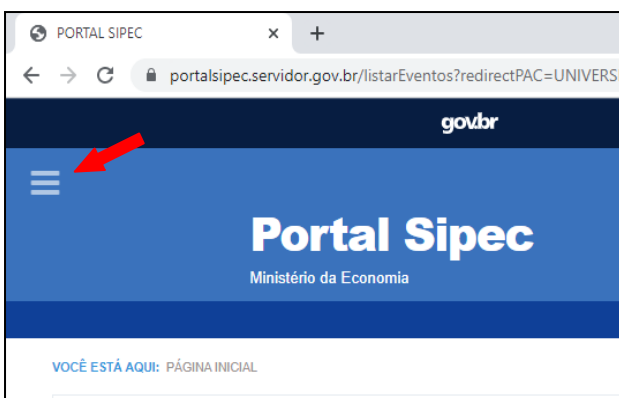 PORTAL SIPEC
portalsipec.servidor.gov.br/listarEventos?redirectPAC=UNIVERSI
gov.br
Portal Sipec
Ministério da Economia
VOCÊ ESTÁ AQUI: PÁGINA INICIAL